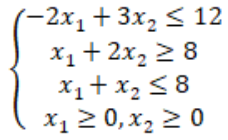 −2x₁ + 3x₂ ≤ 12
x₁ + 2x₂ ≥ 8
x₁ + x₂ ≤ 8
x₁ ≥ 0, x₂ ≥ 0